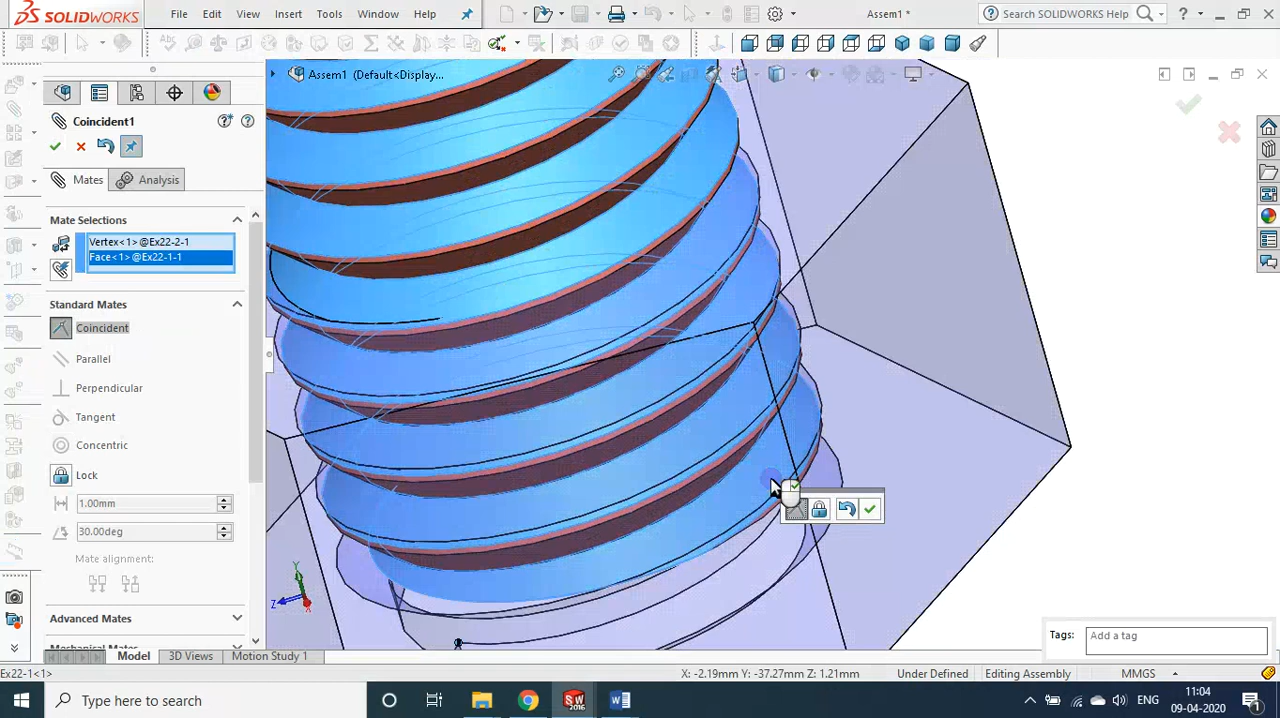 SOLIDWORKS
File Edit View Insert Tools Window Help
Assem1 *
Search SOLIDWORKS Help
Assem1 (Default<Display...
Coincident1
Mates
Analysis
Mate Selections
Vertex<1>@Ex22-2-1
Face<1>@Ex22-1-1
Standard Mates
Coincident
Parallel
Perpendicular
Tangent
Concentric
Lock
1.00mm
30.00deg
Mate alignment:
Advanced Mates
Y
Z
X
Tags:
Add a tag
Model
3D Views
Motion Study 1
Ex22-1<1>
X: -2.19mm Y: -37.27mm Z: 1.21mm
Under Defined
Editing Assembly
MMGS
Type here to search
SW
2016
W
ENG
11:04
09-04-2020
1